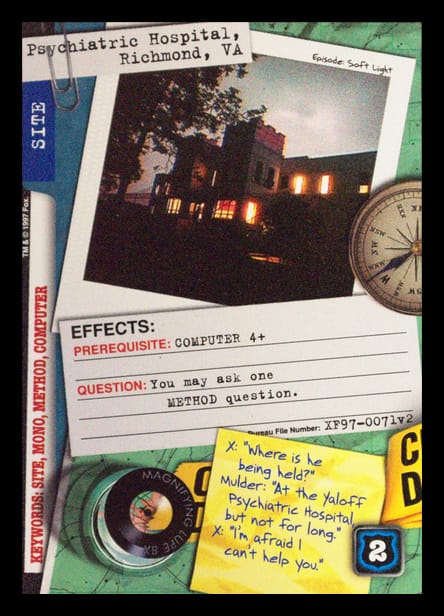 Psychiatric Hospital,
Richmond, VA
Episode: Soft Light
SITE
TM & © 1997 Fox.
KEYWORDS: SITE, MONO, METHOD, COMPUTER
EFFECTS:
PREREQUISITE: COMPUTER 4+
QUESTION: You may ask one
METHOD question.
Bureau File Number: XF97-0071v2
X: "Where is he
being held?"
Mulder: "At the Yaloff
Psychiatric Hospital,
but not for long."
X: "I'm afraid I
can't help you."
MAGNIFYING LUPE 8X
2